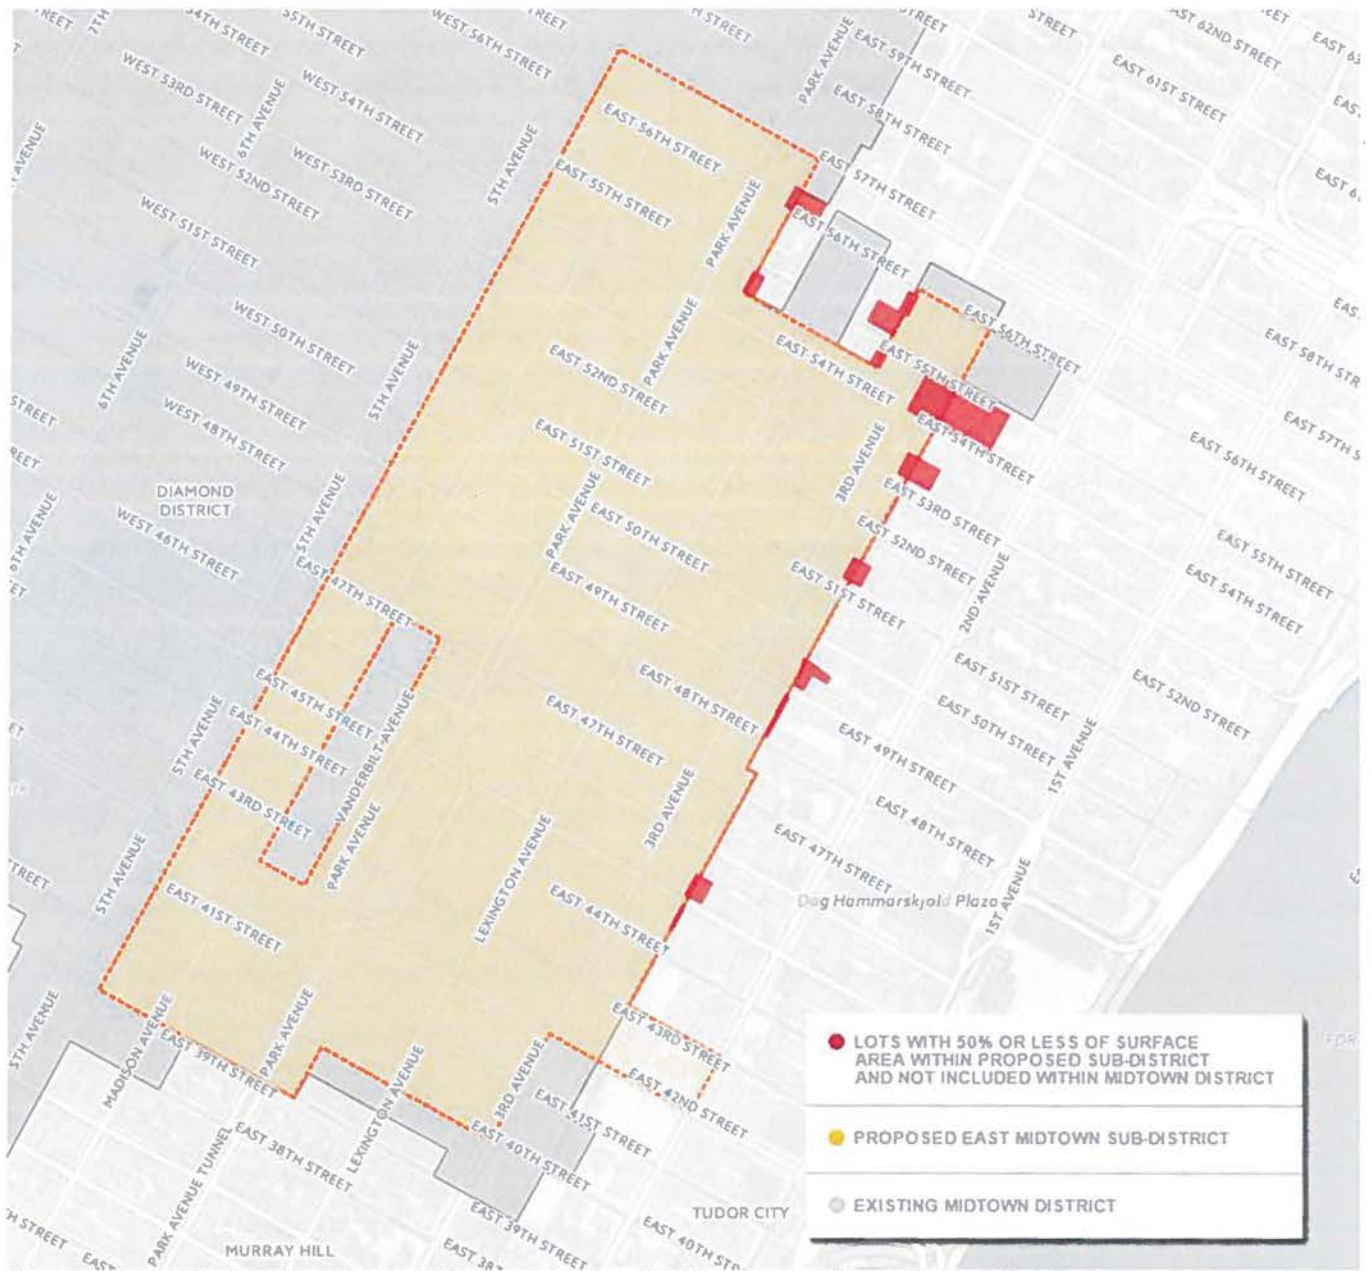 WEST 56TH STREET
54TH STREET
55TH STREET
WEST 53RD STREET
WEST 54TH STREET
6TH AVENUE
PARK AVENUE
EAST 59TH STREET
EAST 62ND STREET
EAST 61ST STREET
EAST 58TH STREET
WEST 52ND STREET
WEST 53RD STREET
5TH AVENUE
EAST 56TH STREET
EAST 55TH STREET
EAST 57TH STREET
WEST 51ST STREET
PARK AVENUE
EAST 56TH STREET
WEST 50TH STREET
6TH AVENUE
WEST 49TH STREET
WEST 48TH STREET
5TH AVENUE
PARK AVENUE
EAST 52ND STREET
EAST 54TH STREET
EAST 55TH STREET
EAST 56TH STREET
EAST 58TH STR
EAST 57TH S
EAST 51ST STREET
3RD AVENUE
EAST 54TH STREET
EAST 56TH STREET
DIAMOND
DISTRICT
WEST 46TH STREET
5TH AVENUE
6TH AVENUE
PARK AVENUE
EAST 50TH STREET
EAST 53RD STREET
EAST 52ND STREET
EAST 55TH STREET
EAST 54TH STREET
EAST 47TH STREET
EAST 49TH STREET
EAST 51ST STREET
2ND AVENUE
EAST 45TH STREET
EAST 44TH STREET
EAST 43RD STREET
5TH AVENUE
VANDERBILT AVENUE
PARK AVENUE
EAST 48TH STREET
EAST 47TH STREET
3RD AVENUE
EAST 51ST STREET
EAST 50TH STREET
EAST 52ND STREET
EAST 49TH STREET
EAST 48TH STREET
EAST 47TH STREET
1ST AVENUE
5TH AVENUE
EAST 41ST STREET
LEXINGTON AVENUE
EAST 44TH STREET
Dag Hammarskjold Plaza
1ST AVENUE
5TH AVENUE
MADISON AVENUE
EAST 39TH STREET
PARK AVENUE
LEXINGTON AVENUE
3RD AVENUE
EAST 43RD STREET
EAST 42ND STREET
EAST 41ST STREET
EAST 40TH STREET
EAST 38TH STREET
PARK AVENUE TUNNEL
EAST 39TH STREET
EAST 40TH STR
EAST 38T
TUDOR CITY
MURRAY HILL
FDR
LOTS WITH 50% OR LESS OF SURFACE
AREA WITHIN PROPOSED SUB-DISTRICT
AND NOT INCLUDED WITHIN MIDTOWN DISTRICT
PROPOSED EAST MIDTOWN SUB-DISTRICT
EXISTING MIDTOWN DISTRICT